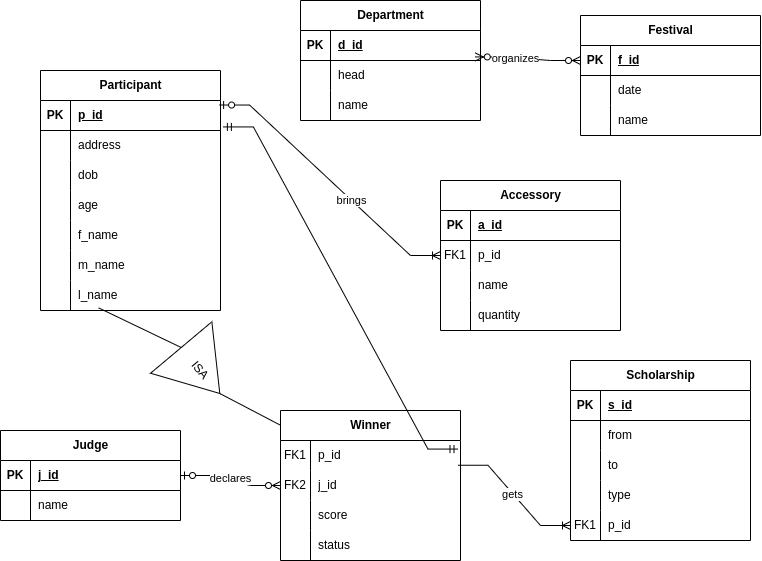 Department
PK d_id
head
name
Festival
PK f_id
date
name
organizes
Participant
PK p_id
address
dob
age
f_name
m_name
l_name
brings
Accessory
PK a_id
FK1 p_id
name
quantity
ISA
Scholarship
PK s_id
from
to
type
FK1 p_id
Judge
PK j_id
name
declares
Winner
FK1 p_id
FK2 j_id
score
status
gets